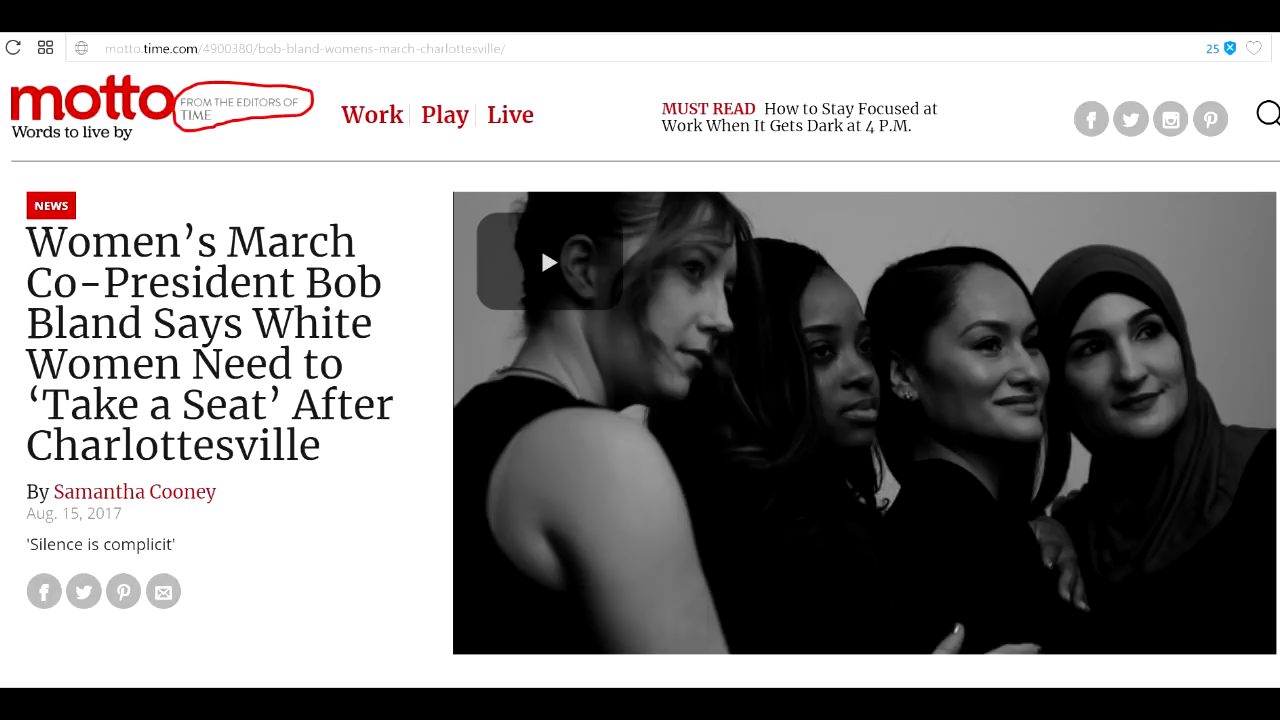 motto.time.com/4900380/bob-bland-womens-march-charlottesville/
25
motto
FROM THE EDITORS OF
TIME
Words to live by
Work
Play
Live
MUST READ How to Stay Focused at
Work When It Gets Dark at 4 P.M.
NEWS
Women’s March
Co-President Bob
Bland Says White
Women Need to
‘Take a Seat’ After
Charlottesville
By Samantha Cooney
Aug. 15, 2017
'Silence is complicit'